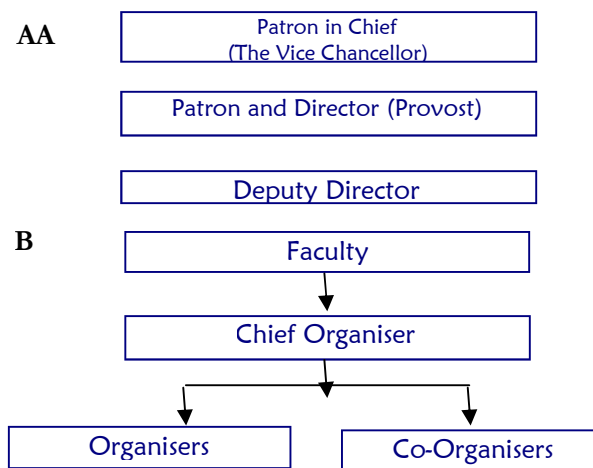 AA
Patron in Chief
(The Vice Chancellor)
Patron and Director (Provost)
Deputy Director
B
Faculty
Chief Organiser
Organisers
Co-Organisers